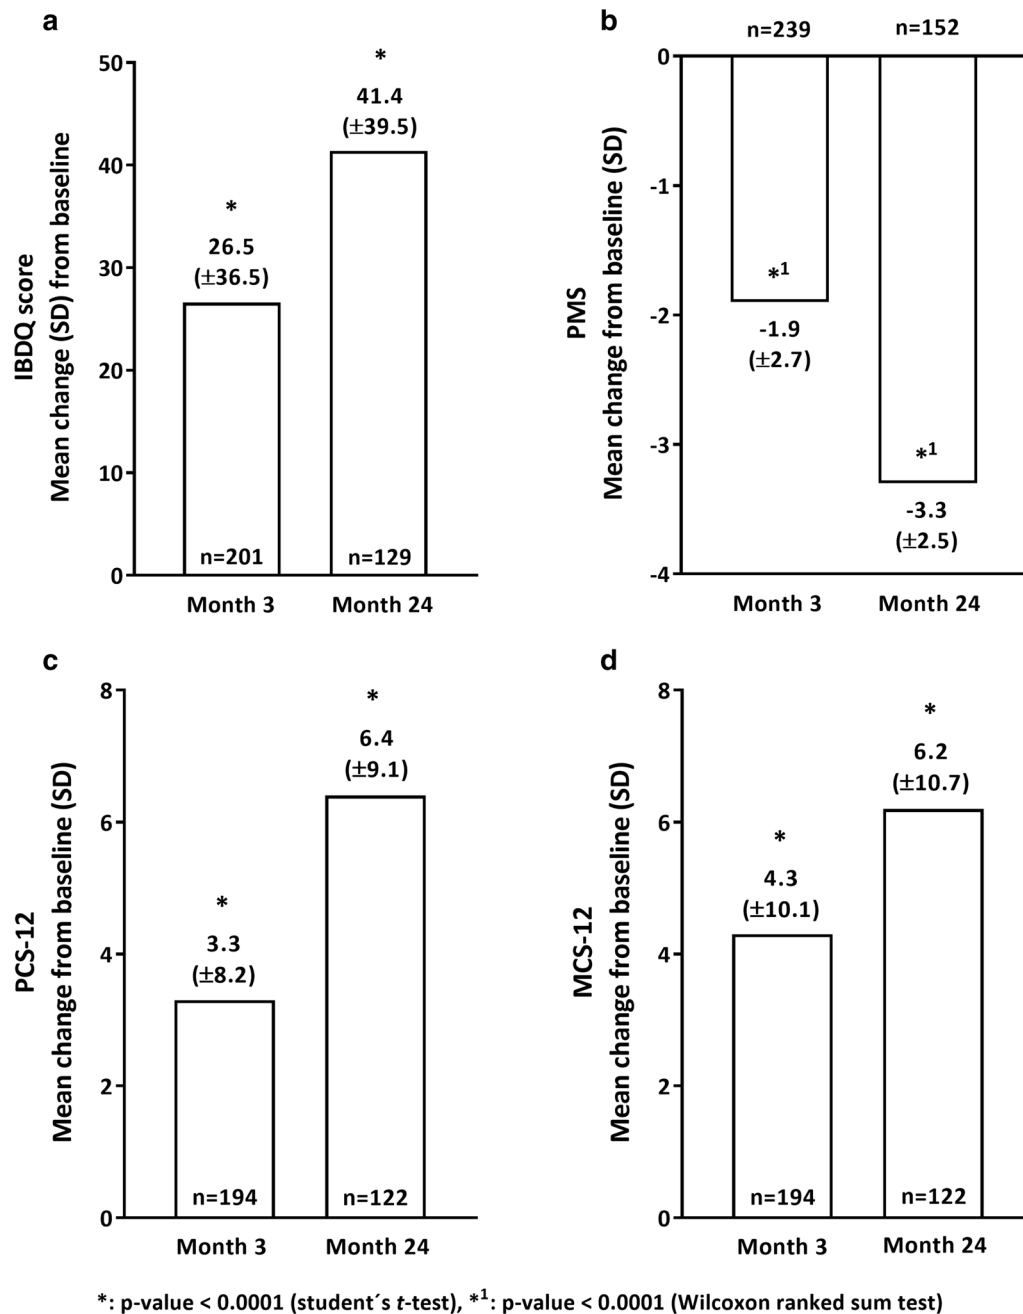 a
IBDQ score
Mean change (SD) from baseline
50
40
30
20
10
0
*
26.5
(±36.5)
n=201
*
41.4
(±39.5)
n=129
Month 3
Month 24
b
PMS
Mean change from baseline (SD)
n=239
n=152
0
-1
-2
-3
-4
*1
-1.9
(±2.7)
*1
-3.3
(±2.5)
Month 3
Month 24
c
PCS-12
Mean change from baseline (SD)
8
6
4
2
0
*
3.3
(±8.2)
n=194
*
6.4
(±9.1)
n=122
Month 3
Month 24
d
MCS-12
Mean change from baseline (SD)
8
6
4
2
0
*
4.3
(±10.1)
n=194
*
6.2
(±10.7)
n=122
Month 3
Month 24
*: p-value < 0.0001 (student´s t-test), *1: p-value < 0.0001 (Wilcoxon ranked sum test)